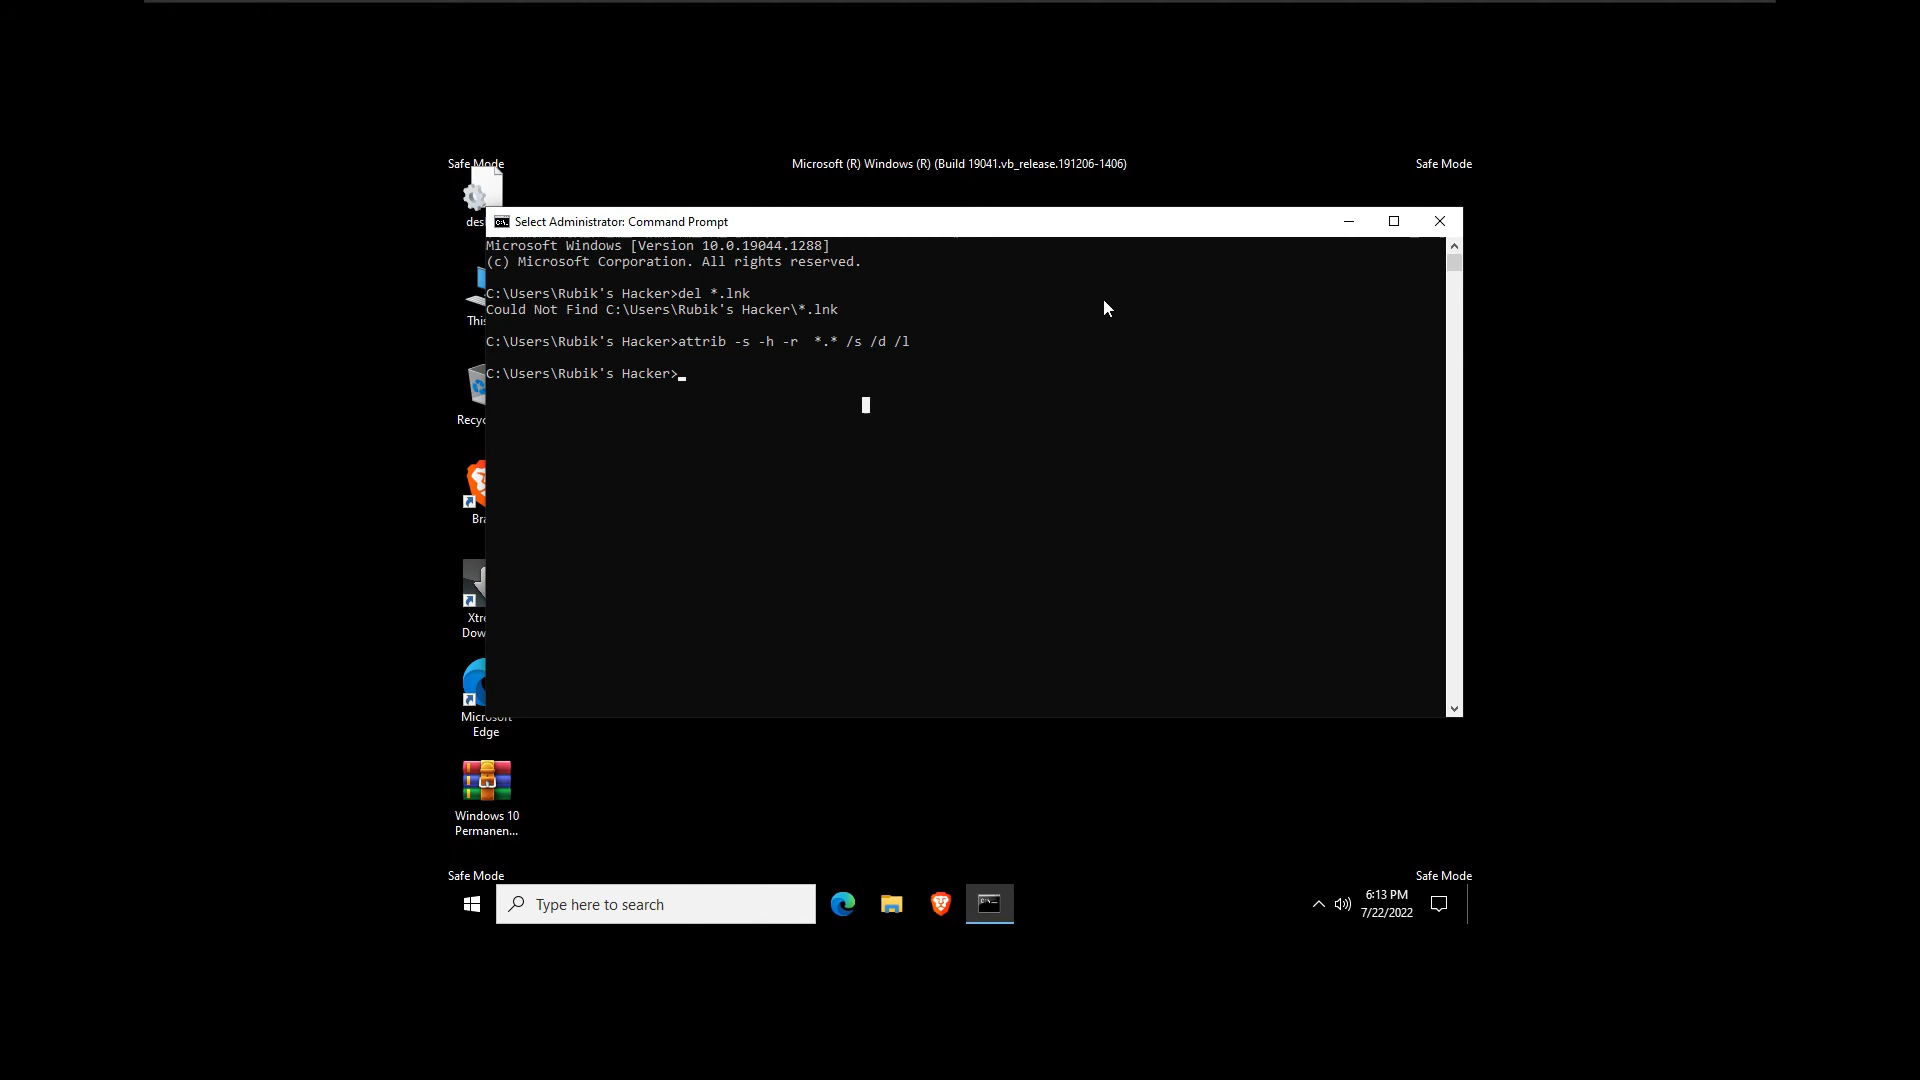 Safe Mode
Microsoft (R) Windows (R) (Build 19041.vb_release.191206-1406)
Safe Mode
Select Administrator: Command Prompt
Microsoft Windows [Version 10.0.19044.1288]
(c) Microsoft Corporation. All rights reserved.
C:\Users\Rubik's Hacker>del *.lnk
Could Not Find C:\Users\Rubik's Hacker\*.lnk
C:\Users\Rubik's Hacker>attrib -s -h -r  *.* /s /d /l
C:\Users\Rubik's Hacker>
This
Microsoft
Edge
Windows 10
Permanen...
Safe Mode
Safe Mode
Type here to search
6:13 PM
7/22/2022